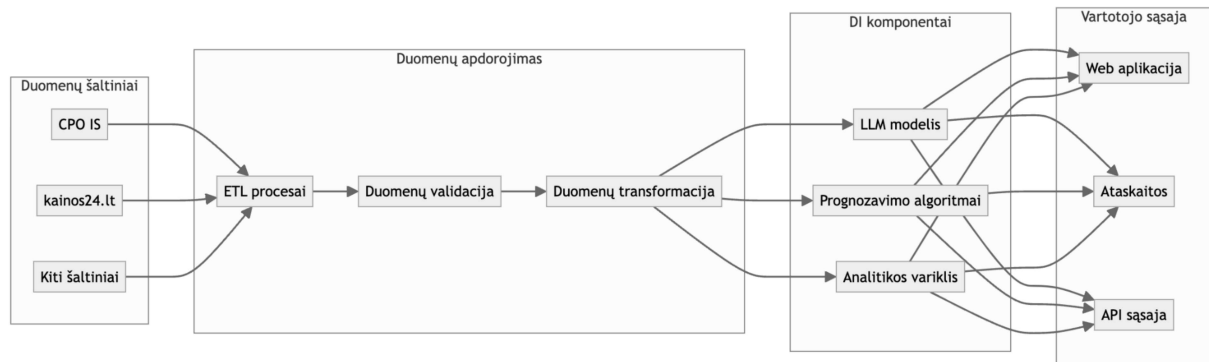 Duomenų šaltiniai
CPO IS
kainos24.lt
Kiti šaltiniai
Duomenų apdorojimas
ETL procesai
Duomenų validacija
Duomenų transformacija
DI komponentai
LLM modelis
Prognozavimo algoritmai
Analitikos variklis
Vartotojo sąsaja
Web aplikacija
Ataskaitos
API sąsaja